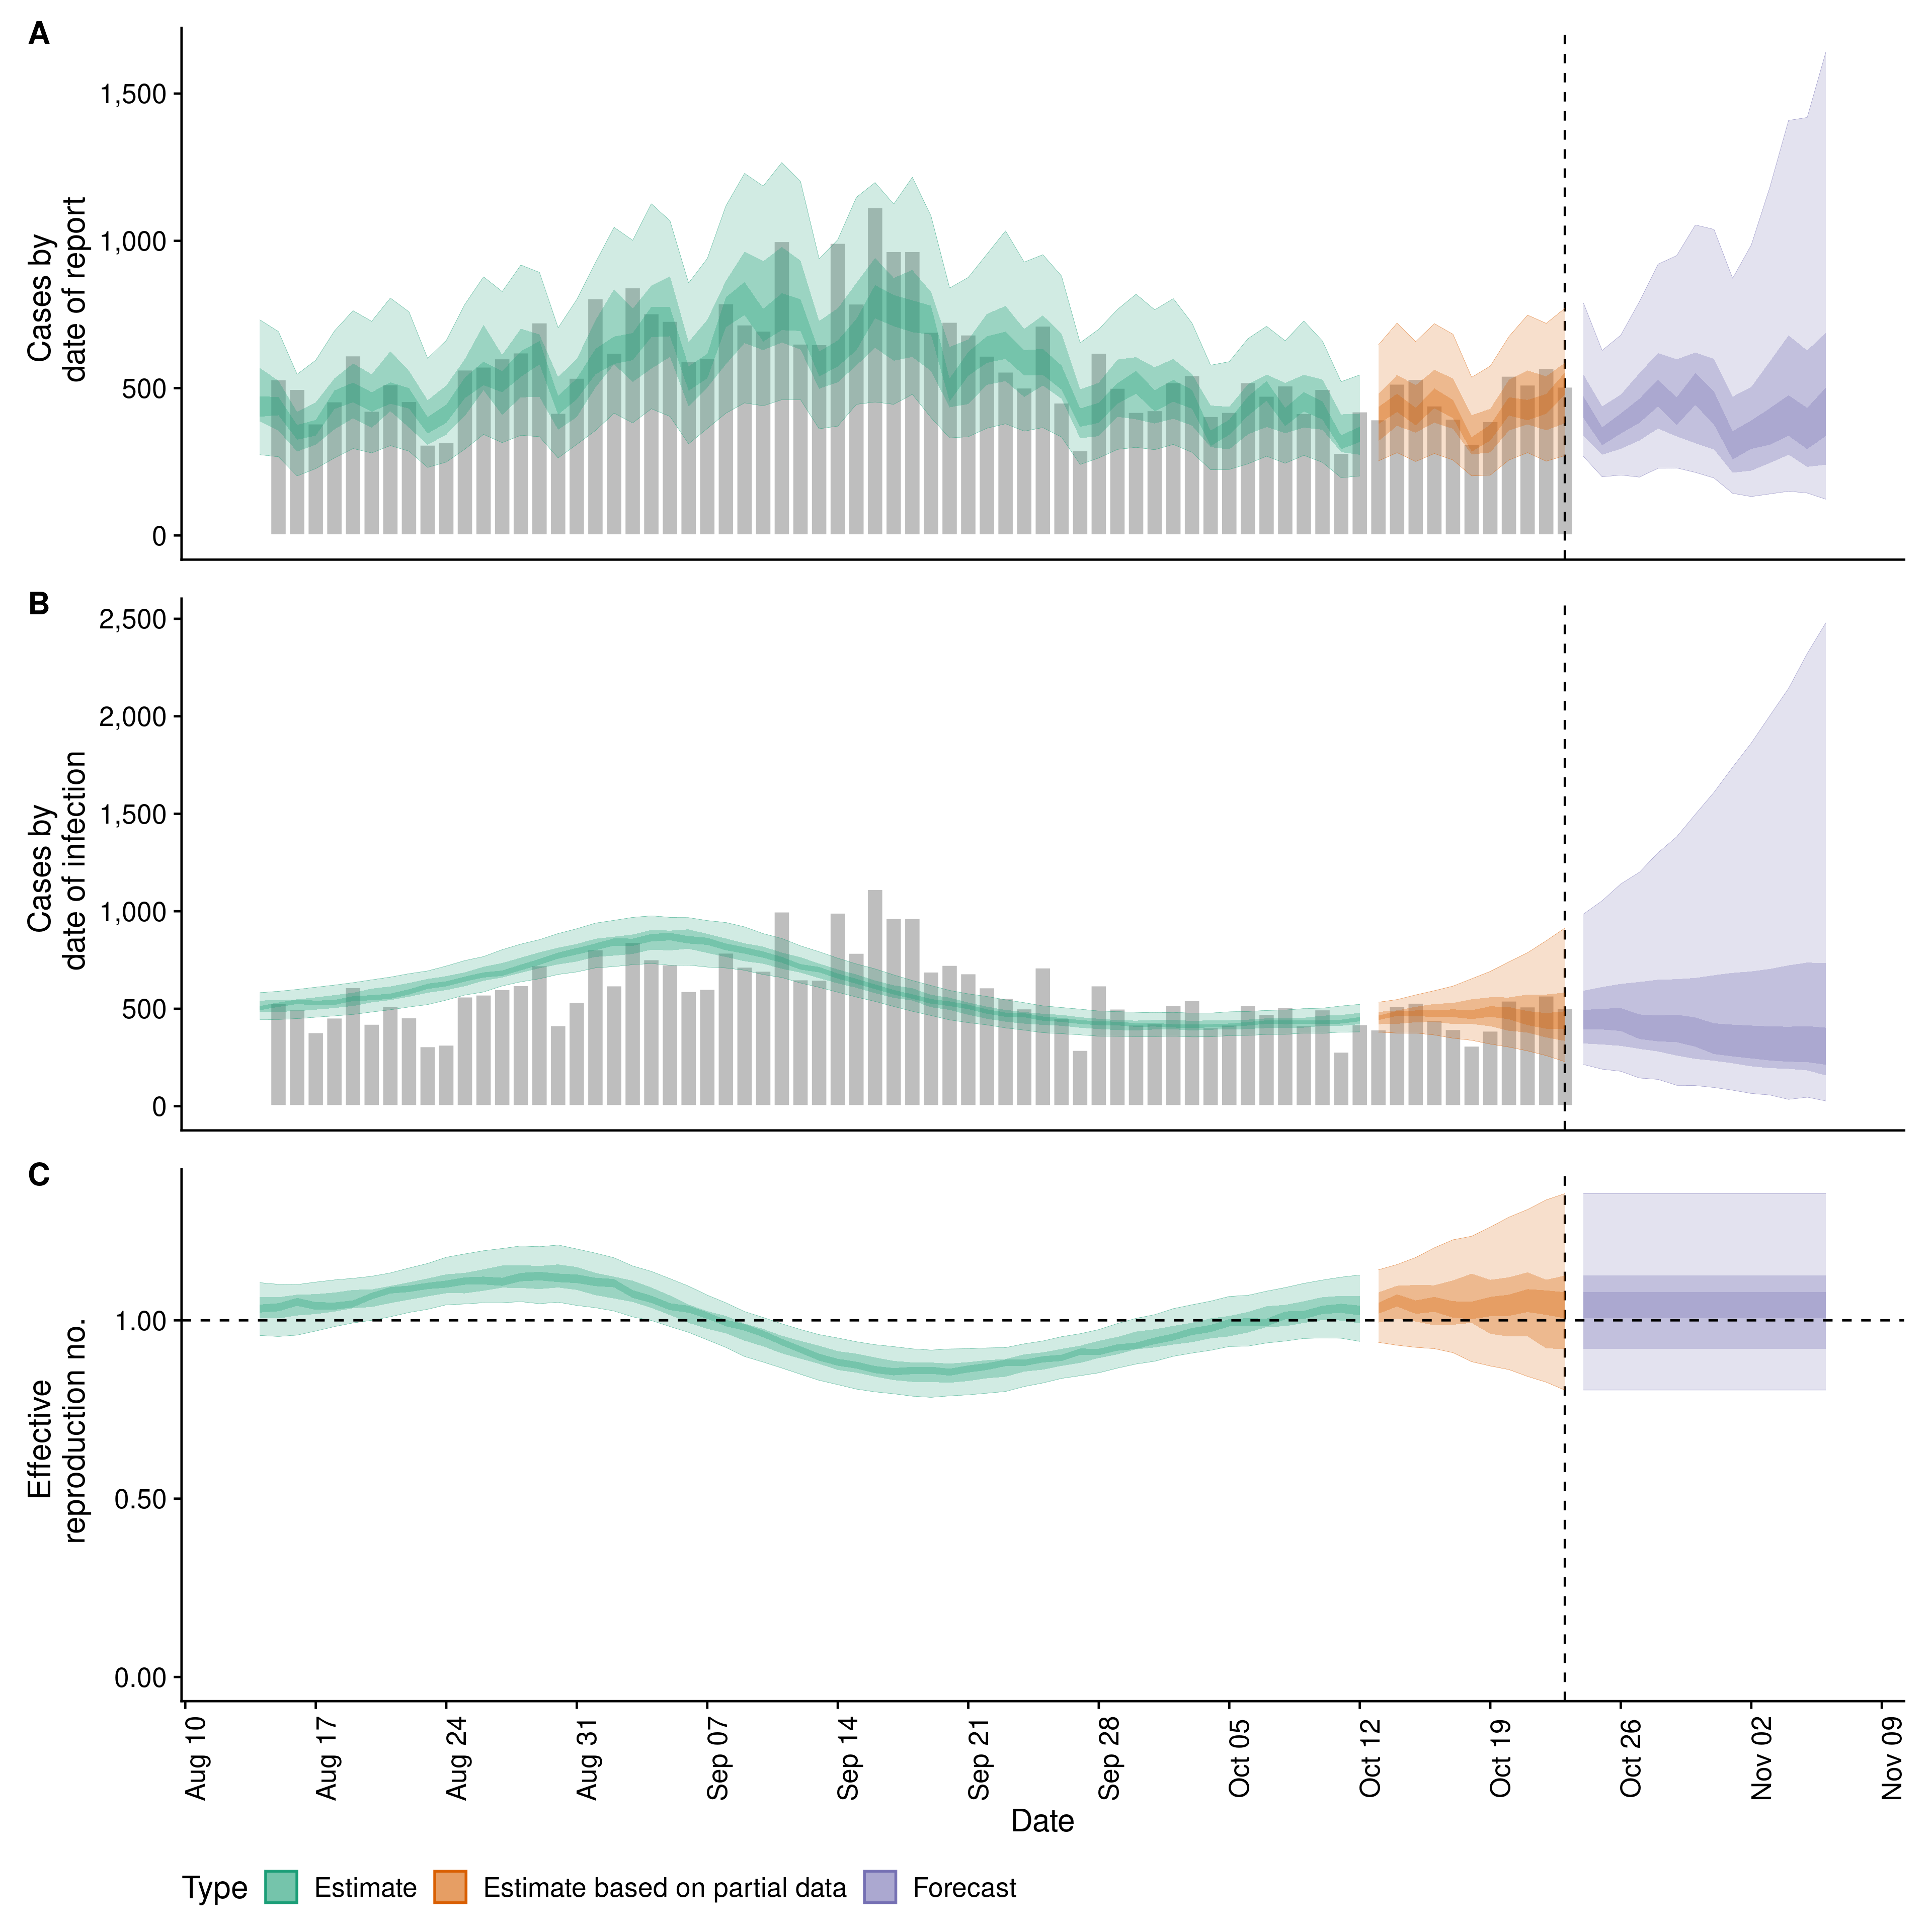 A
Cases by
date of report
1,500
1,000
500
0
B
Cases by
date of infection
2,500
2,000
1,500
1,000
500
0
C
Effective
reproduction no.
1.00
0.50
0.00
Aug 10
Aug 17
Aug 24
Aug 31
Sep 07
Sep 14
Sep 21
Sep 28
Oct 05
Oct 12
Oct 19
Oct 26
Nov 02
Nov 09
Date
Type Estimate Estimate based on partial data Forecast